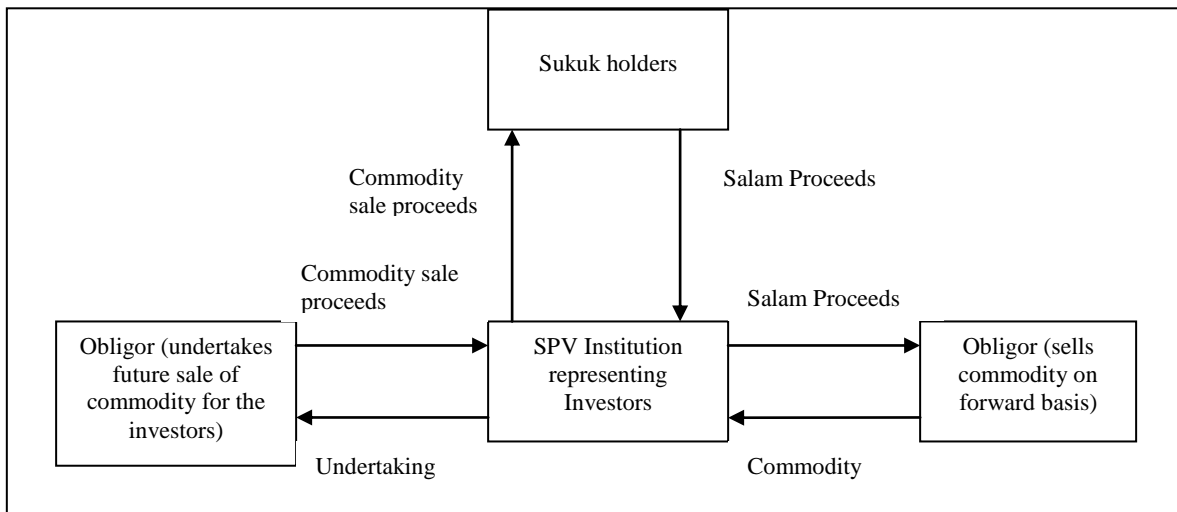 Sukuk holders
Commodity
sale proceeds
Salam Proceeds
Commodity sale
proceeds
Salam Proceeds
Obligor (undertakes
future sale of
commodity for the
investors)
SPV Institution
representing
Investors
Obligor (sells
commodity on
forward basis)
Undertaking
Commodity